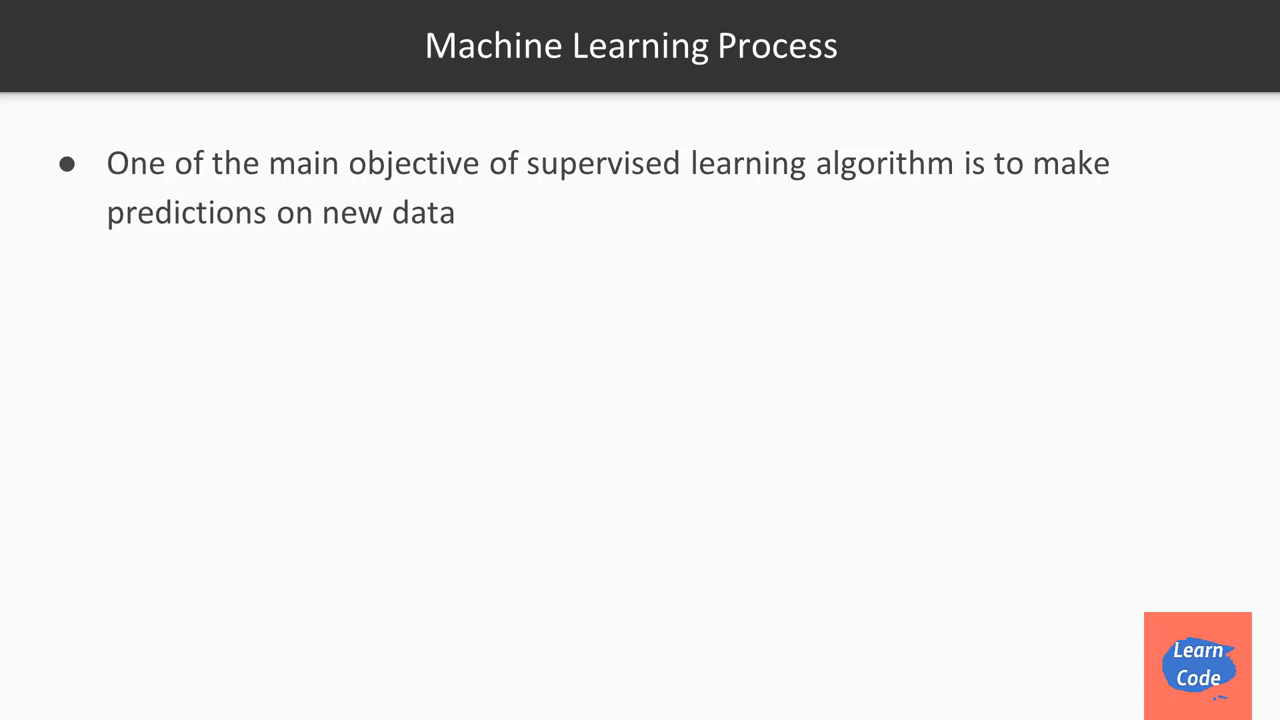 Machine Learning Process
● One of the main objective of supervised learning algorithm is to make
predictions on new data
Learn
Code